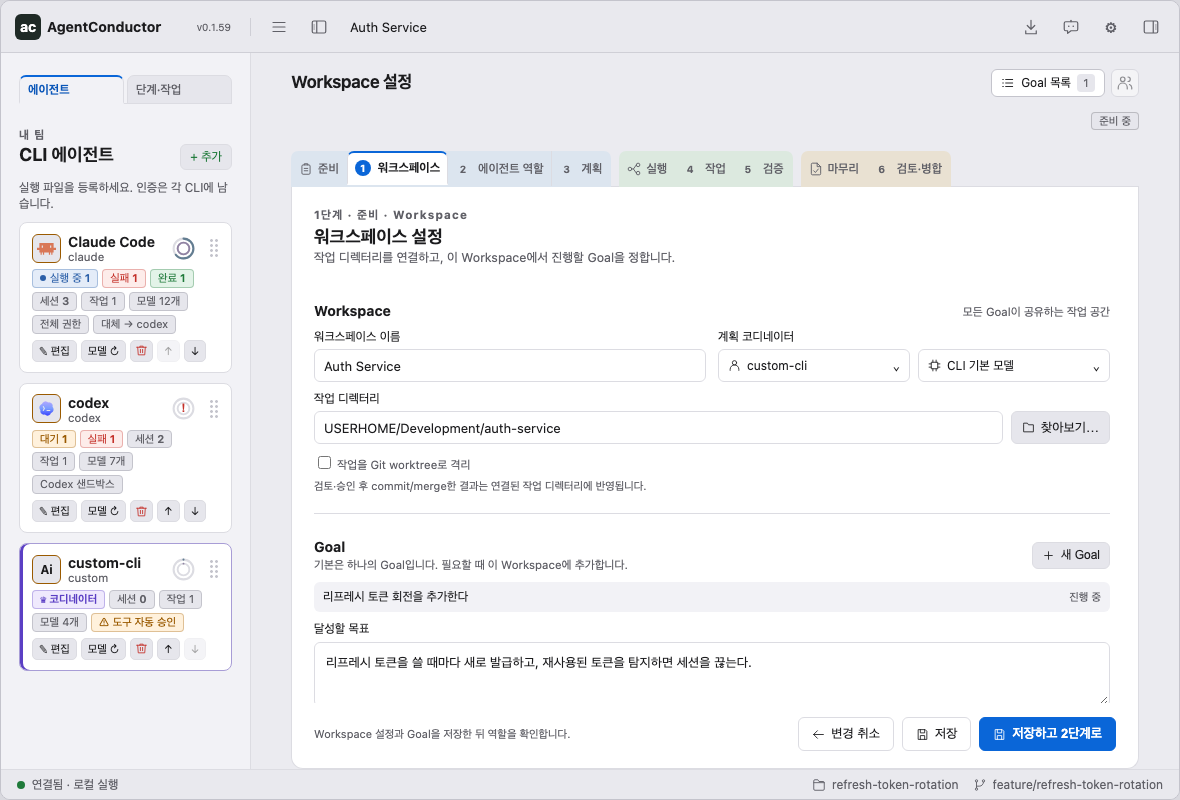 ac AgentConductor v0.1.59 Auth Service
에이전트 단계·작업
내 팀
CLI 에이전트 + 추가
실행 파일을 등록하세요. 인증은 각 CLI에 남
습니다.
Claude Code
claude
실행 중 1 실패 1 완료 1
세션 3 작업 1 모델 12개
전체 권한 대체 → codex
✎ 편집 모델 ↻ ↑ ↓
codex
codex
대기 1 실패 1 세션 2
작업 1 모델 7개
Codex 샌드박스
✎ 편집 모델 ↻ ↑ ↓
Ai custom-cli
custom
♛ 코디네이터 세션 0 작업 1
모델 4개 ⚠ 도구 자동 승인
✎ 편집 모델 ↻ ↑ ↓
Workspace 설정 Goal 목록 1
준비 중
준비 1 워크스페이스 2 에이전트 역할 3 계획 실행 4 작업 5 검증 마무리 6 검토·병합
1단계 · 준비 · Workspace
워크스페이스 설정
작업 디렉터리를 연결하고, 이 Workspace에서 진행할 Goal을 정합니다.
Workspace 모든 Goal이 공유하는 작업 공간
워크스페이스 이름 계획 코디네이터
Auth Service custom-cli CLI 기본 모델
작업 디렉터리
USERHOME/Development/auth-service 찾아보기...
작업을 Git worktree로 격리
검토·승인 후 commit/merge한 결과는 연결된 작업 디렉터리에 반영됩니다.
Goal
기본은 하나의 Goal입니다. 필요할 때 이 Workspace에 추가합니다. + 새 Goal
리프레시 토큰 회전을 추가한다 진행 중
달성할 목표
리프레시 토큰을 쓸 때마다 새로 발급하고, 재사용된 토큰을 탐지하면 세션을 끊는다.
Workspace 설정과 Goal을 저장한 뒤 역할을 확인합니다. ← 변경 취소 저장 저장하고 2단계로
연결됨 · 로컬 실행 refresh-token-rotation feature/refresh-token-rotation